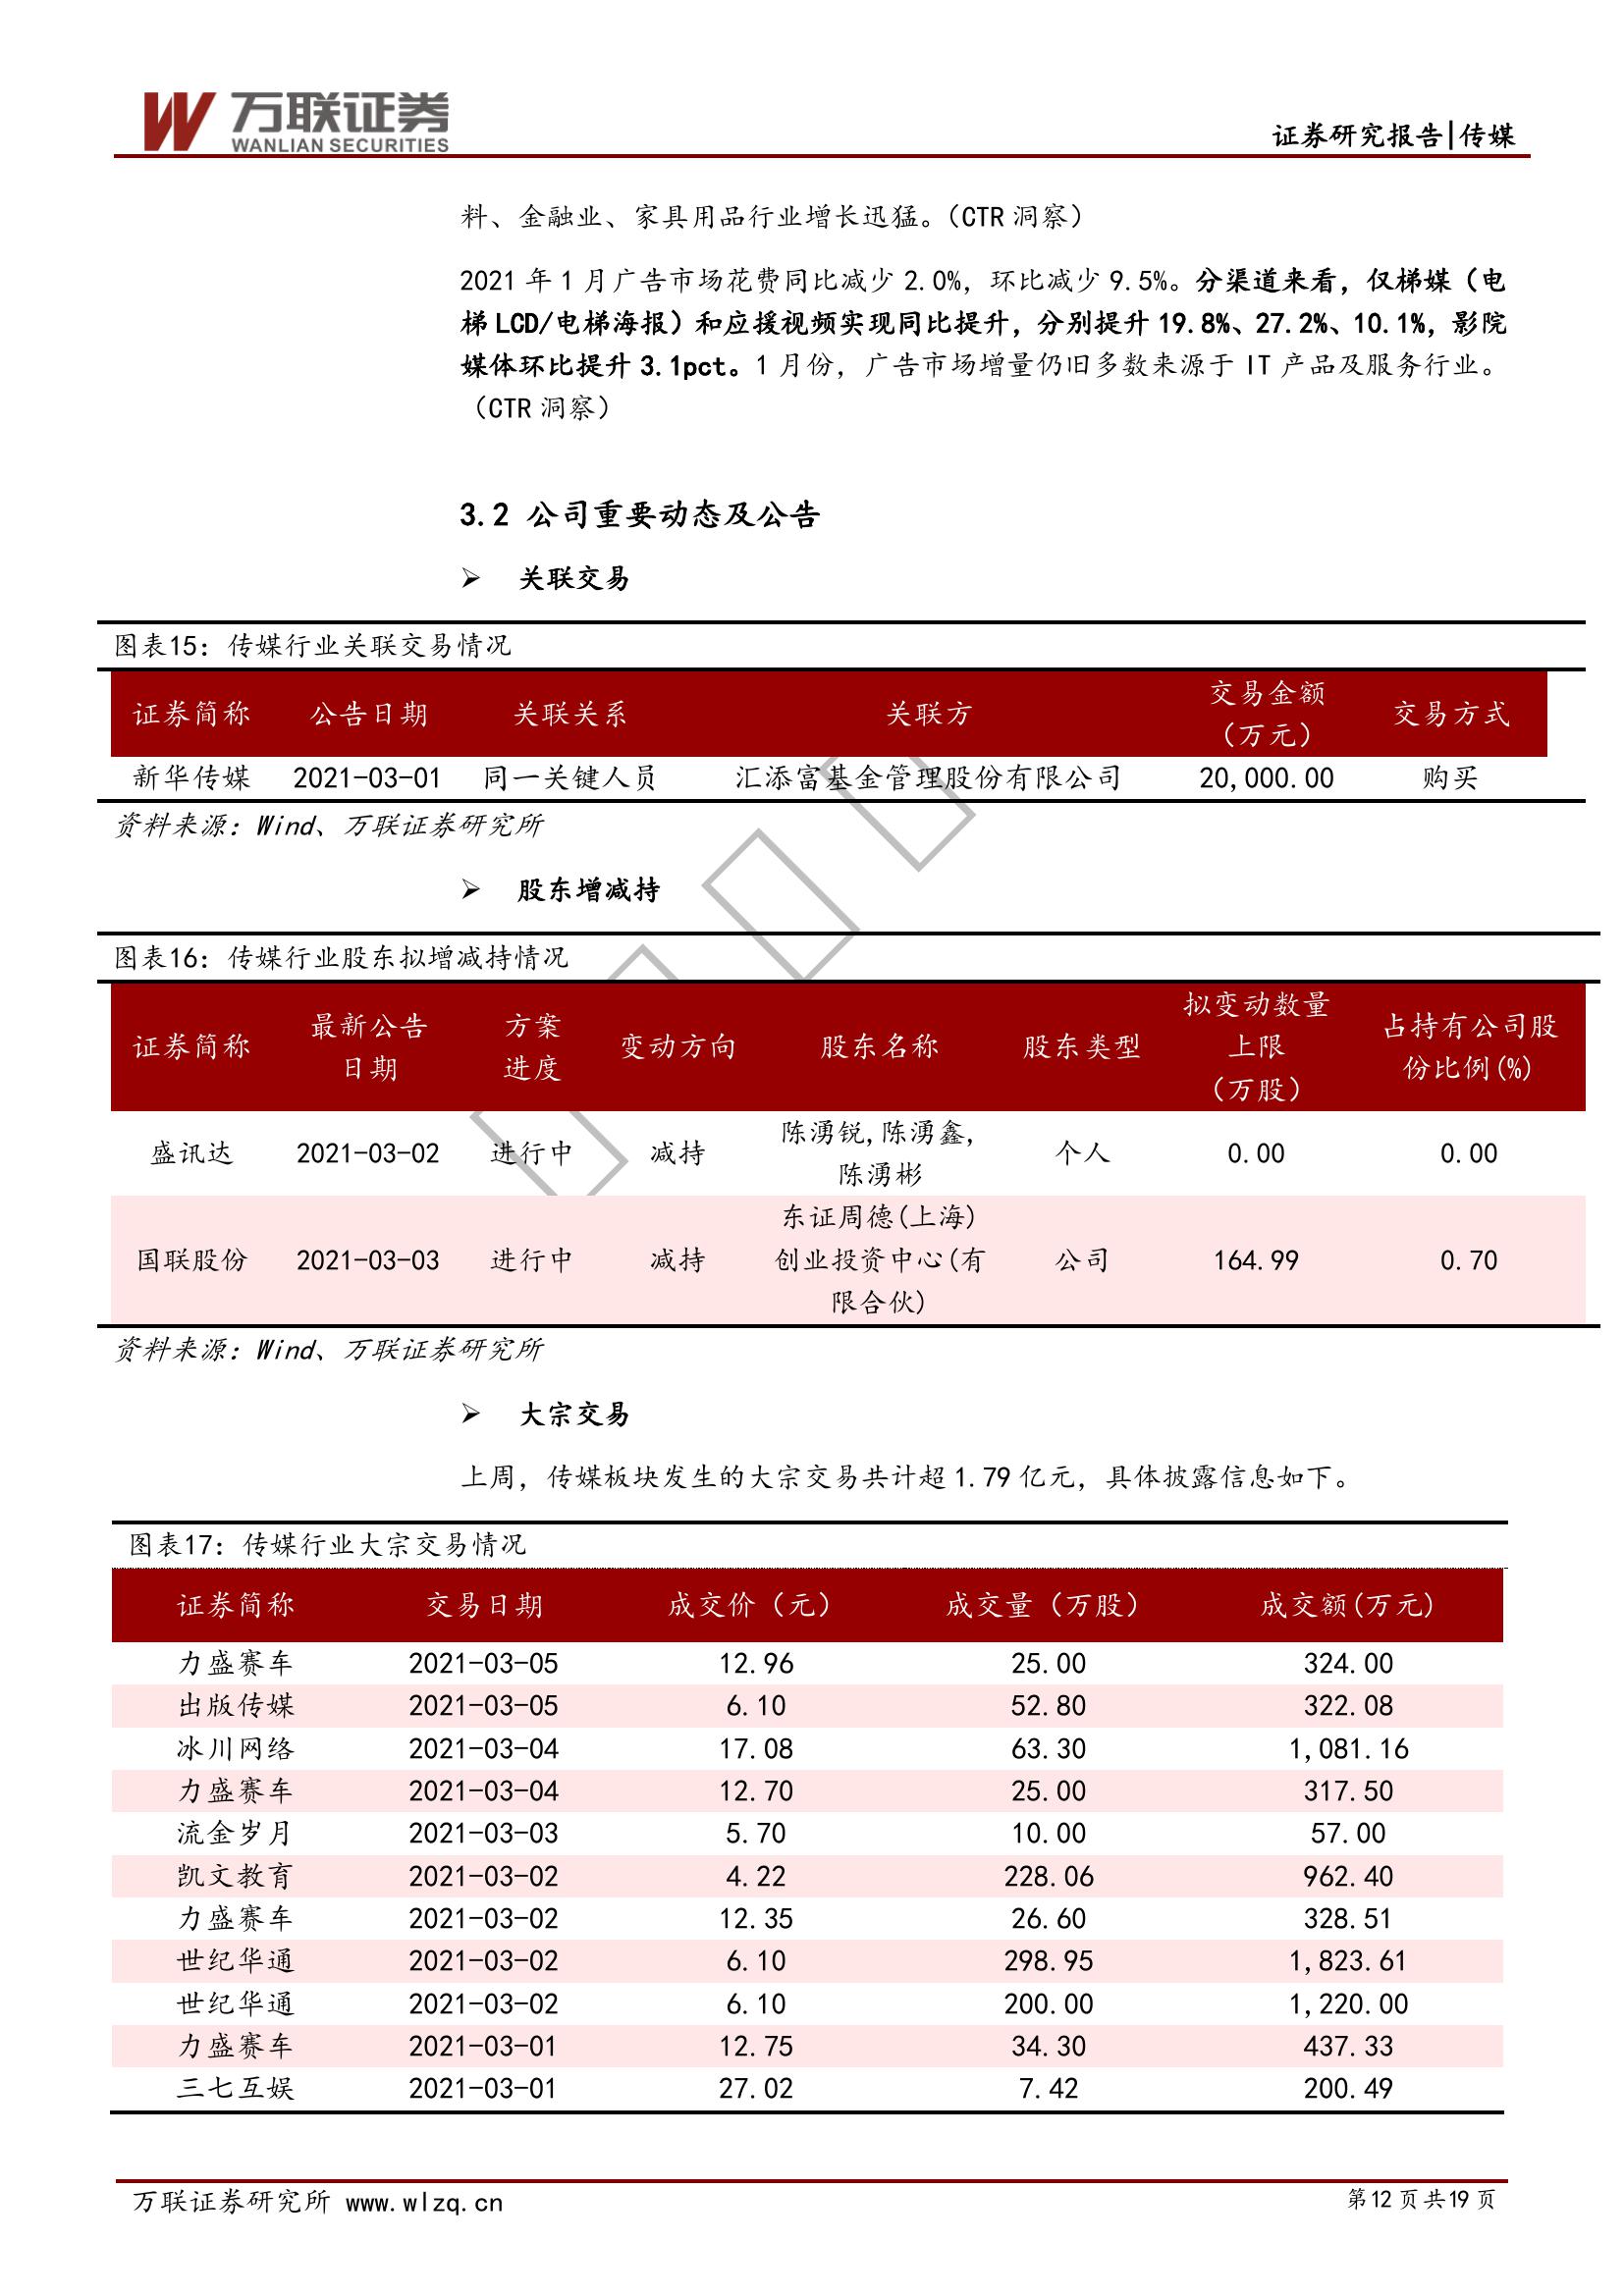 万联证券
WANLIAN SECURITIES
证券研究报告|传媒
料、金融业、家具用品行业增长迅猛。（CTR 洞察）
2021 年 1 月广告市场花费同比减少 2.0%，环比减少 9.5%。分渠道来看，仅梯媒（电
梯 LCD/电梯海报）和应援视频实现同比提升，分别提升 19.8%、27.2%、10.1%，影院
媒体环比提升 3.1pct。1 月份，广告市场增量仍旧多数来源于 IT 产品及服务行业。
（CTR 洞察）
3.2 公司重要动态及公告
➢ 关联交易
图表15：传媒行业关联交易情况
证券简称 公告日期 关联关系 关联方 交易金额（万元） 交易方式
新华传媒 2021-03-01 同一关键人员 汇添富基金管理股份有限公司 20,000.00 购买
资料来源：Wind、万联证券研究所
➢ 股东增减持
图表16：传媒行业股东拟增减持情况
证券简称 最新公告日期 方案进度 变动方向 股东名称 股东类型 拟变动数量上限（万股） 占持有公司股份比例(%)
盛讯达 2021-03-02 进行中 减持 陈湧锐,陈湧鑫,陈湧彬 个人 0.00 0.00
国联股份 2021-03-03 进行中 减持 东证周德(上海)创业投资中心(有限合伙) 公司 164.99 0.70
资料来源：Wind、万联证券研究所
➢ 大宗交易
上周，传媒板块发生的大宗交易共计超 1.79 亿元，具体披露信息如下。
图表17：传媒行业大宗交易情况
证券简称 交易日期 成交价（元） 成交量（万股） 成交额(万元)
力盛赛车 2021-03-05 12.96 25.00 324.00
出版传媒 2021-03-05 6.10 52.80 322.08
冰川网络 2021-03-04 17.08 63.30 1,081.16
力盛赛车 2021-03-04 12.70 25.00 317.50
流金岁月 2021-03-03 5.70 10.00 57.00
凯文教育 2021-03-02 4.22 228.06 962.40
力盛赛车 2021-03-02 12.35 26.60 328.51
世纪华通 2021-03-02 6.10 298.95 1,823.61
世纪华通 2021-03-02 6.10 200.00 1,220.00
力盛赛车 2021-03-01 12.75 34.30 437.33
三七互娱 2021-03-01 27.02 7.42 200.49
万联证券研究所 www.wlzq.cn
第12 页 共19 页